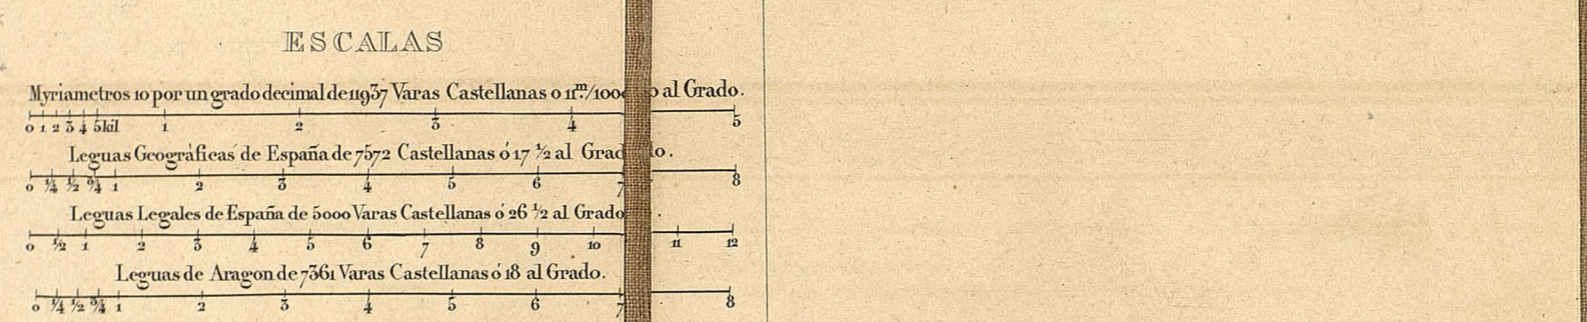 ESCALAS
Myriametros 10 por un grado decimal de 11937 Varas Castellanas o 11m./1000 o al Grado.
0 1 2 3 4 5kil 1 2 3 4 5
Leguas Geográficas de España de 7572 Castellanas ó 17 ½ al Grado.
0 ¼ ½ ¾ 1 2 3 4 5 6 7 8
Leguas Legales de España de 5000 Varas Castellanas ó 26 ½ al Grado.
0 ½ 1 2 3 4 5 6 7 8 9 10 11 12
Leguas de Aragon de 7361 Varas Castellanas ó 18 al Grado.
0 ¼ ½ ¾ 1 2 3 4 5 6 7 8